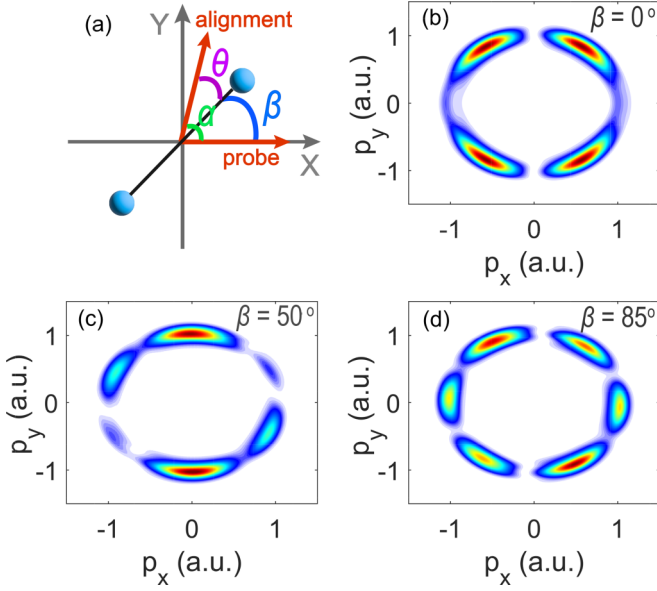 (a)
Y
alignment
θ
α
β
probe
X
(b)
β = 0°
1
0
-1
p_y (a.u.)
-1
0
1
p_x (a.u.)
(c)
β = 50°
1
0
-1
p_y (a.u.)
-1
0
1
p_x (a.u.)
(d)
β = 85°
1
0
-1
p_y (a.u.)
-1
0
1
p_x (a.u.)